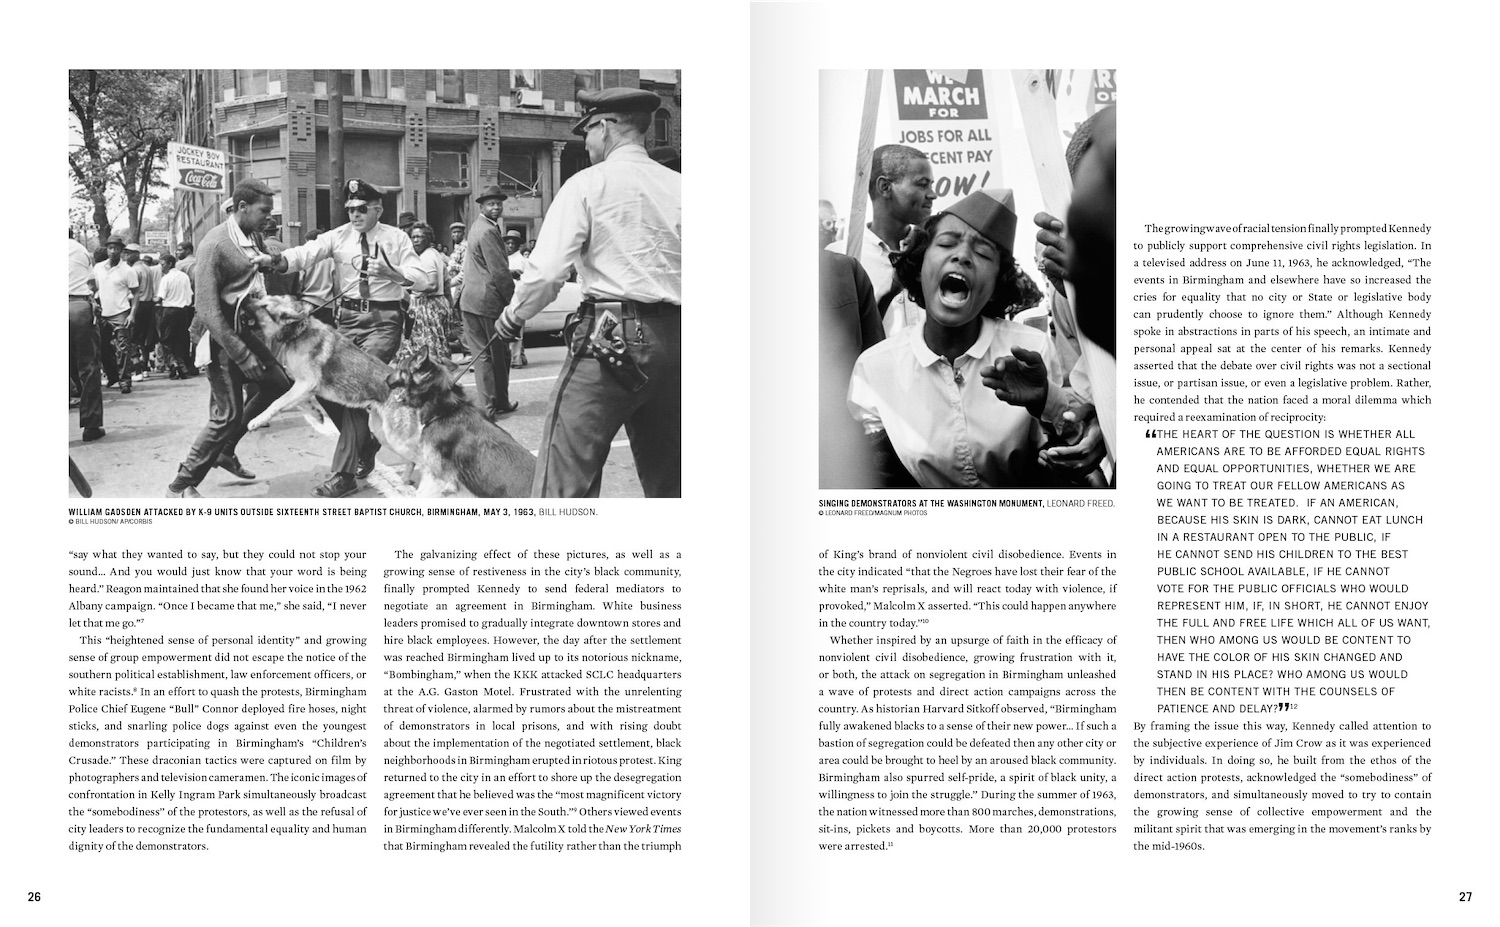 JOCKEY BOY
RESTAURANT
Coca-Cola
WILLIAM GADSDEN ATTACKED BY K-9 UNITS OUTSIDE SIXTEENTH STREET BAPTIST CHURCH, BIRMINGHAM, MAY 3, 1963, BILL HUDSON.
© BILL HUDSON/ AP/CORBIS
“say what they wanted to say, but they could not stop your
sound... And you would just know that your word is being
heard.” Reagon maintained that she found her voice in the 1962
Albany campaign. “Once I became that me,” she said, “I never
let that me go.”7
This “heightened sense of personal identity” and growing
sense of group empowerment did not escape the notice of the
southern political establishment, law enforcement officers, or
white racists.8 In an effort to quash the protests, Birmingham
Police Chief Eugene “Bull” Connor deployed fire hoses, night
sticks, and snarling police dogs against even the youngest
demonstrators participating in Birmingham’s “Children’s
Crusade.” These draconian tactics were captured on film by
photographers and television cameramen. The iconic images of
confrontation in Kelly Ingram Park simultaneously broadcast
the “somebodiness” of the protestors, as well as the refusal of
city leaders to recognize the fundamental equality and human
dignity of the demonstrators.
The galvanizing effect of these pictures, as well as a
growing sense of restiveness in the city’s black community,
finally prompted Kennedy to send federal mediators to
negotiate an agreement in Birmingham. White business
leaders promised to gradually integrate downtown stores and
hire black employees. However, the day after the settlement
was reached Birmingham lived up to its notorious nickname,
“Bombingham,” when the KKK attacked SCLC headquarters
at the A.G. Gaston Motel. Frustrated with the unrelenting
threat of violence, alarmed by rumors about the mistreatment
of demonstrators in local prisons, and with rising doubt
about the implementation of the negotiated settlement, black
neighborhoods in Birmingham erupted in riotous protest. King
returned to the city in an effort to shore up the desegregation
agreement that he believed was the “most magnificent victory
for justice we’ve ever seen in the South.”9 Others viewed events
in Birmingham differently. Malcolm X told the New York Times
that Birmingham revealed the futility rather than the triumph
26
WE
MARCH
FOR
JOBS FOR ALL
CENT PAY
OW!
SINGING DEMONSTRATORS AT THE WASHINGTON MONUMENT, LEONARD FREED.
© LEONARD FREED/MAGNUM PHOTOS
of King’s brand of nonviolent civil disobedience. Events in
the city indicated “that the Negroes have lost their fear of the
white man’s reprisals, and will react today with violence, if
provoked,” Malcolm X asserted. “This could happen anywhere
in the country today.”10
Whether inspired by an upsurge of faith in the efficacy of
nonviolent civil disobedience, growing frustration with it,
or both, the attack on segregation in Birmingham unleashed
a wave of protests and direct action campaigns across the
country. As historian Harvard Sitkoff observed, “Birmingham
fully awakened blacks to a sense of their new power... If such a
bastion of segregation could be defeated then any other city or
area could be brought to heel by an aroused black community.
Birmingham also spurred self-pride, a spirit of black unity, a
willingness to join the struggle.” During the summer of 1963,
the nation witnessed more than 800 marches, demonstrations,
sit-ins, pickets and boycotts. More than 20,000 protestors
were arrested.11
The growing wave of racial tension finally prompted Kennedy
to publicly support comprehensive civil rights legislation. In
a televised address on June 11, 1963, he acknowledged, “The
events in Birmingham and elsewhere have so increased the
cries for equality that no city or State or legislative body
can prudently choose to ignore them.” Although Kennedy
spoke in abstractions in parts of his speech, an intimate and
personal appeal sat at the center of his remarks. Kennedy
asserted that the debate over civil rights was not a sectional
issue, or partisan issue, or even a legislative problem. Rather,
he contended that the nation faced a moral dilemma which
required a reexamination of reciprocity:
“THE HEART OF THE QUESTION IS WHETHER ALL
AMERICANS ARE TO BE AFFORDED EQUAL RIGHTS
AND EQUAL OPPORTUNITIES, WHETHER WE ARE
GOING TO TREAT OUR FELLOW AMERICANS AS
WE WANT TO BE TREATED. IF AN AMERICAN,
BECAUSE HIS SKIN IS DARK, CANNOT EAT LUNCH
IN A RESTAURANT OPEN TO THE PUBLIC, IF
HE CANNOT SEND HIS CHILDREN TO THE BEST
PUBLIC SCHOOL AVAILABLE, IF HE CANNOT
VOTE FOR THE PUBLIC OFFICIALS WHO WOULD
REPRESENT HIM, IF, IN SHORT, HE CANNOT ENJOY
THE FULL AND FREE LIFE WHICH ALL OF US WANT,
THEN WHO AMONG US WOULD BE CONTENT TO
HAVE THE COLOR OF HIS SKIN CHANGED AND
STAND IN HIS PLACE? WHO AMONG US WOULD
THEN BE CONTENT WITH THE COUNSELS OF
PATIENCE AND DELAY?”12
By framing the issue this way, Kennedy called attention to
the subjective experience of Jim Crow as it was experienced
by individuals. In doing so, he built from the ethos of the
direct action protests, acknowledged the “somebodiness” of
demonstrators, and simultaneously moved to try to contain
the growing sense of collective empowerment and the
militant spirit that was emerging in the movement’s ranks by
the mid-1960s.
27